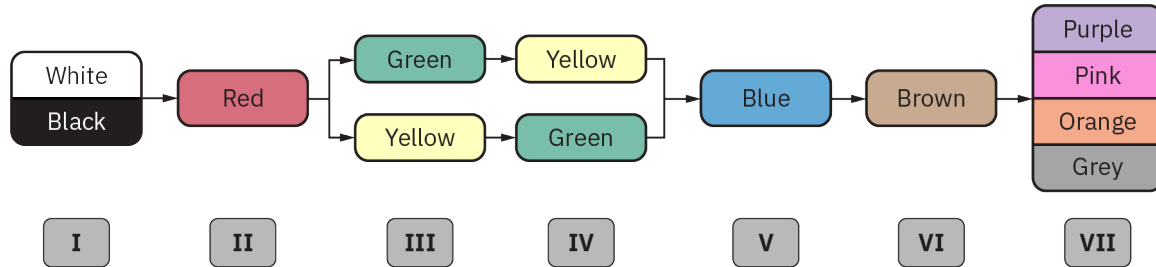 White
Black
Red
Green
Yellow
Yellow
Green
Blue
Brown
Purple
Pink
Orange
Grey
I
II
III
IV
V
VI
VII